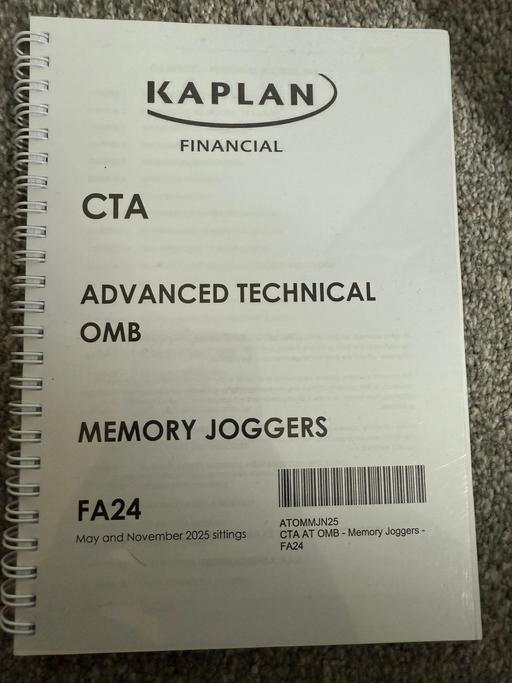 KAPLAN
FINANCIAL
CTA
ADVANCED TECHNICAL
OMB
MEMORY JOGGERS
FA24
May and November 2025 sittings
ATOMMJN25
CTA AT OMB - Memory Joggers -
FA24